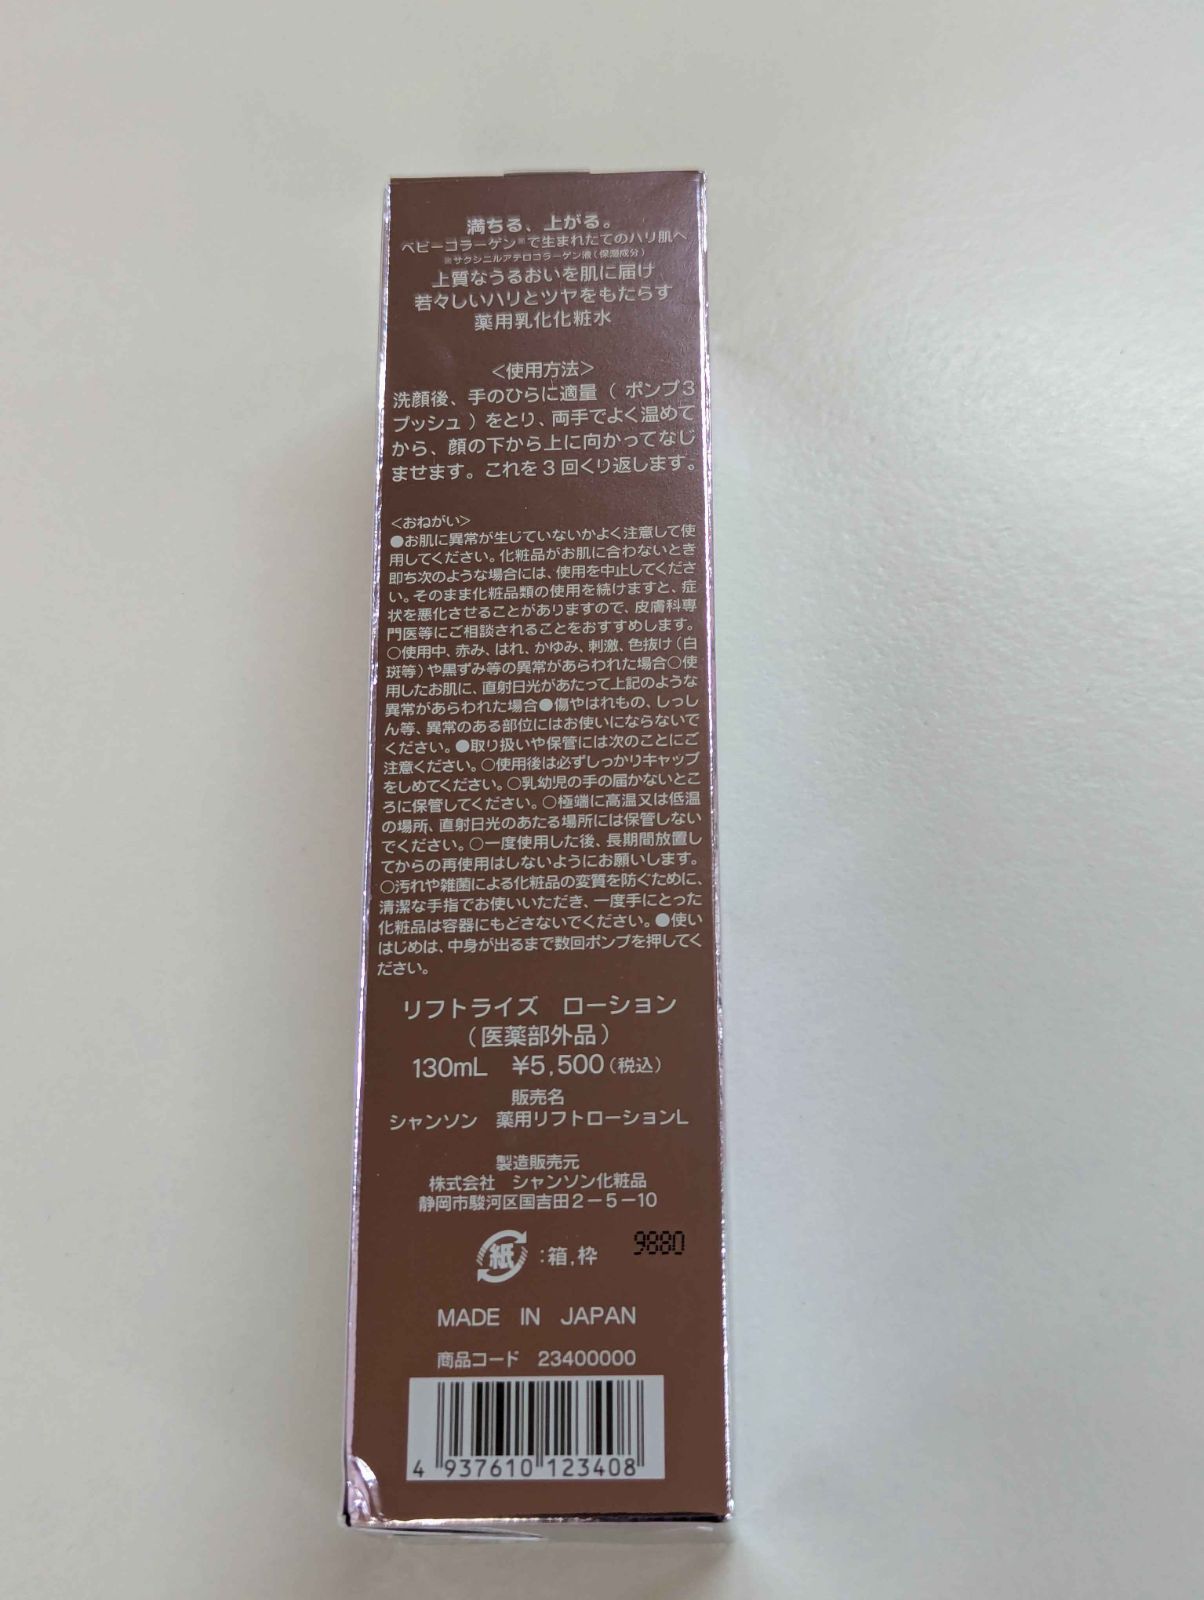 満ちる、上がる。
ベビーコラーゲン※で生まれたてのハリ肌へ
※サクシニルアテロコラーゲン液（保湿成分）
上質なうるおいを肌に届け
若々しいハリとツヤをもたらす
薬用乳化化粧水
＜使用方法＞
洗顔後、手のひらに適量（ポンプ3
プッシュ）をとり、両手でよく温めて
から、顔の下から上に向かってなじ
ませます。これを3回くり返します。
＜おねがい＞
●お肌に異常が生じていないかよく注意して使
用してください。化粧品がお肌に合わないとき
即ち次のような場合には、使用を中止してくださ
い。そのまま化粧品類の使用を続けますと、症
状を悪化させることがありますので、皮膚科専
門医等にご相談されることをおすすめします。
○使用中、赤み、はれ、かゆみ、刺激、色抜け（白
斑等）や黒ずみ等の異常があらわれた場合○使
用したお肌に、直射日光があたって上記のような
異常があらわれた場合●傷やはれもの、しっし
ん等、異常のある部位にはお使いにならないで
ください。●取り扱いや保管には次のことにご
注意ください。○使用後は必ずしっかりキャップ
をしめてください。○乳幼児の手の届かないとこ
ろに保管してください。○極端に高温又は低温
の場所、直射日光のあたる場所には保管しない
でください。○一度使用した後、長期間放置し
てからの再使用はしないようにお願いします。
○汚れや雑菌による化粧品の変質を防ぐために、
清潔な手指でお使いいただき、一度手にとった
化粧品は容器にもどさないでください。●使い
はじめは、中身が出るまで数回ポンプを押してく
ださい。
リフトライズ ローション
（医薬部外品）
130mL ¥5,500（税込）
販売名
シャンソン 薬用リフトローションL
製造販売元
株式会社 シャンソン化粧品
静岡市駿河区国吉田2－5－10
紙：箱,枠 9880
MADE IN JAPAN
商品コード 23400000
4 937610 123408